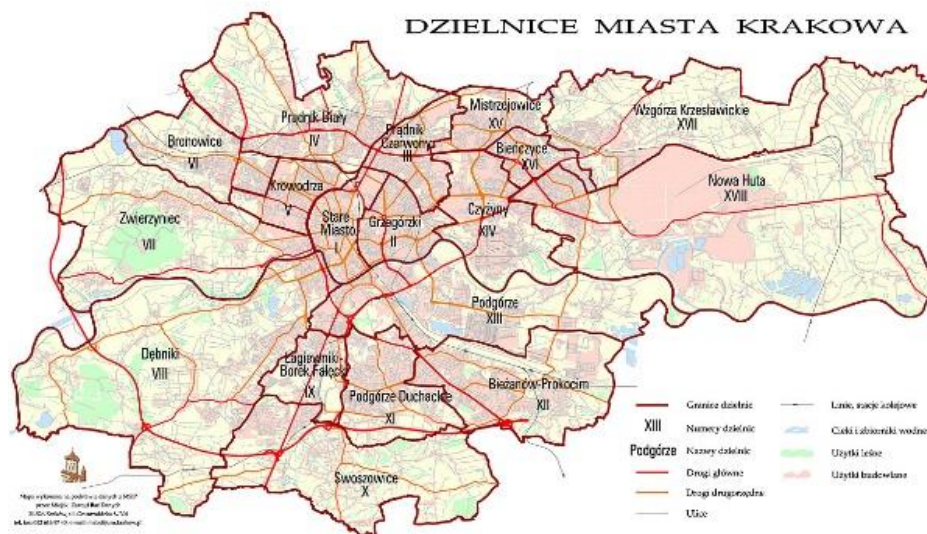 DZIELNICE MIASTA KRAKOWA
Mistrzejowice
XV
Wzgórza Krzesławickie
XVII
Prądnik Biały
IV
Prądnik
Czerwony
III
Bieńczyce
XVI
Bronowice
VI
Nowa Huta
XVIII
Krowodrza
V
Zwierzyniec
VII
Stare
Miasto
I
Grzegórzki
II
Czyżyny
XIV
Podgórze
XIII
Dębniki
VIII
Łagiewniki-
Borek Fałęcki
IX
Podgórze Duchackie
XI
Bieżanów-Prokocim
XII
Swoszowice
X
Granice dzielnic
XIII Numery dzielnic
Podgórze Nazwy dzielnic
Drogi główne
Drogi drugorzędne
Ulice
Linie, stacje kolejowe
Cieki i zbiorniki wodne
Użytki leśne
Użytki budowlane